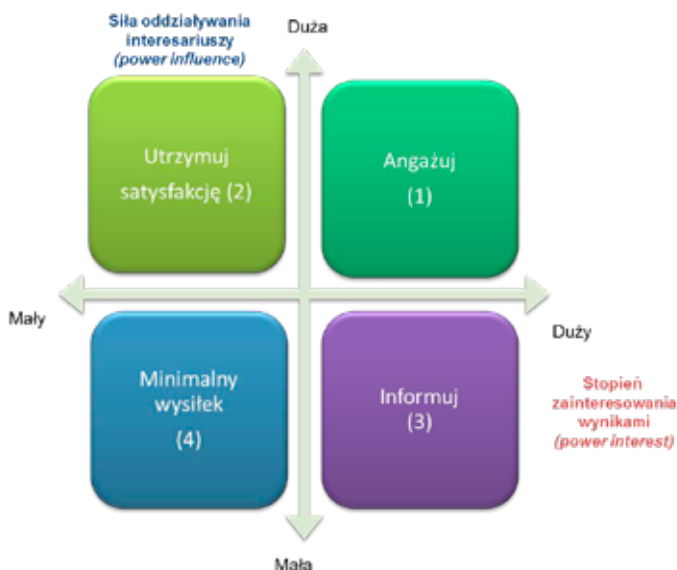 Siła oddziaływania
interesariuszy
(power influence)
Duża
Utrzymuj
satysfakcję (2)
Angażuj
(1)
Mały
Duży
Minimalny
wysiłek
(4)
Informuj
(3)
Stopień
zainteresowania
wynikami
(power interest)
Mała